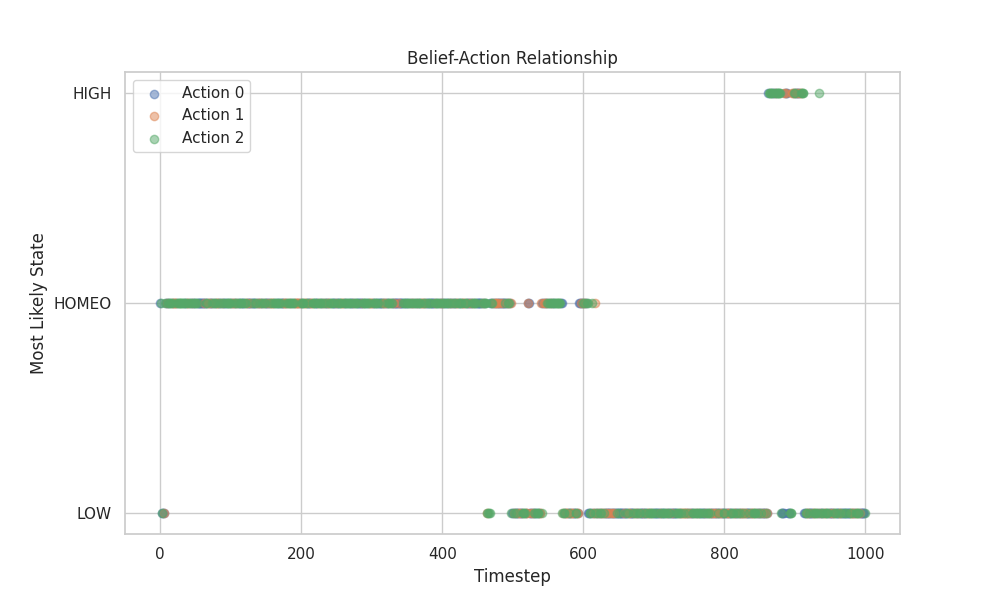 Belief-Action Relationship
HIGH
HOMEO
LOW
Most Likely State
Action 0
Action 1
Action 2
0
200
400
600
800
1000
Timestep